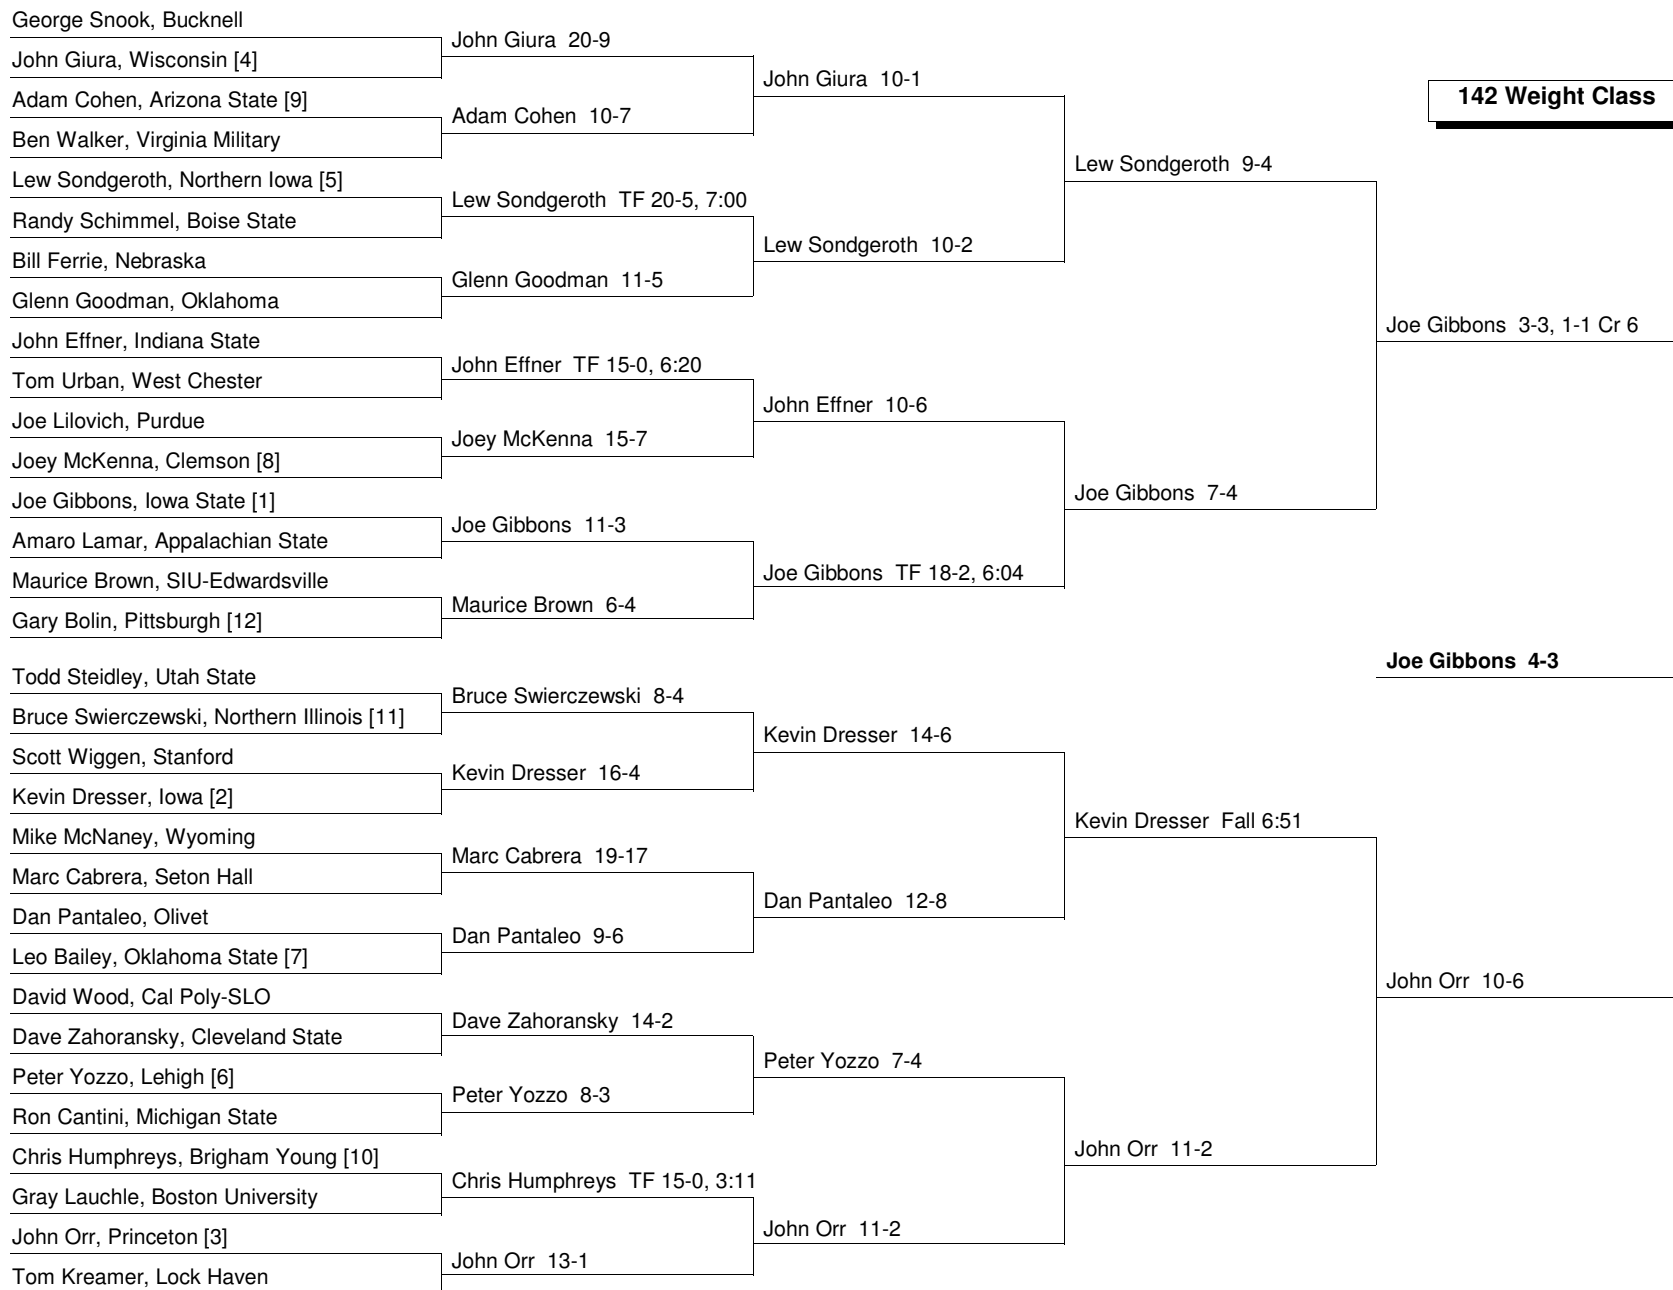 George Snook, Bucknell
John Giura, Wisconsin [4]
Adam Cohen, Arizona State [9]
Ben Walker, Virginia Military
Lew Sondgeroth, Northern Iowa [5]
Randy Schimmel, Boise State
Bill Ferrie, Nebraska
Glenn Goodman, Oklahoma
John Effner, Indiana State
Tom Urban, West Chester
Joe Lilovich, Purdue
Joey McKenna, Clemson [8]
Joe Gibbons, Iowa State [1]
Amaro Lamar, Appalachian State
Maurice Brown, SIU-Edwardsville
Gary Bolin, Pittsburgh [12]
Todd Steidley, Utah State
Bruce Swierczewski, Northern Illinois [11]
Scott Wiggen, Stanford
Kevin Dresser, Iowa [2]
Mike McNaney, Wyoming
Marc Cabrera, Seton Hall
Dan Pantaleo, Olivet
Leo Bailey, Oklahoma State [7]
David Wood, Cal Poly-SLO
Dave Zahoransky, Cleveland State
Peter Yozzo, Lehigh [6]
Ron Cantini, Michigan State
Chris Humphreys, Brigham Young [10]
Gray Lauchle, Boston University
John Orr, Princeton [3]
Tom Kreamer, Lock Haven
John Giura 20-9
Adam Cohen 10-7
Lew Sondgeroth TF 20-5, 7:00
Glenn Goodman 11-5
John Effner TF 15-0, 6:20
Joey McKenna 15-7
Joe Gibbons 11-3
Maurice Brown 6-4
Bruce Swierczewski 8-4
Kevin Dresser 16-4
Marc Cabrera 19-17
Dan Pantaleo 9-6
Dave Zahoransky 14-2
Peter Yozzo 8-3
Chris Humphreys TF 15-0, 3:11
John Orr 13-1
John Giura 10-1
Lew Sondgeroth 10-2
John Effner 10-6
Joe Gibbons TF 18-2, 6:04
Kevin Dresser 14-6
Dan Pantaleo 12-8
Peter Yozzo 7-4
John Orr 11-2
Lew Sondgeroth 9-4
Joe Gibbons 7-4
Kevin Dresser Fall 6:51
John Orr 11-2
142 Weight Class
Joe Gibbons 3-3, 1-1 Cr 6
Joe Gibbons 4-3
John Orr 10-6